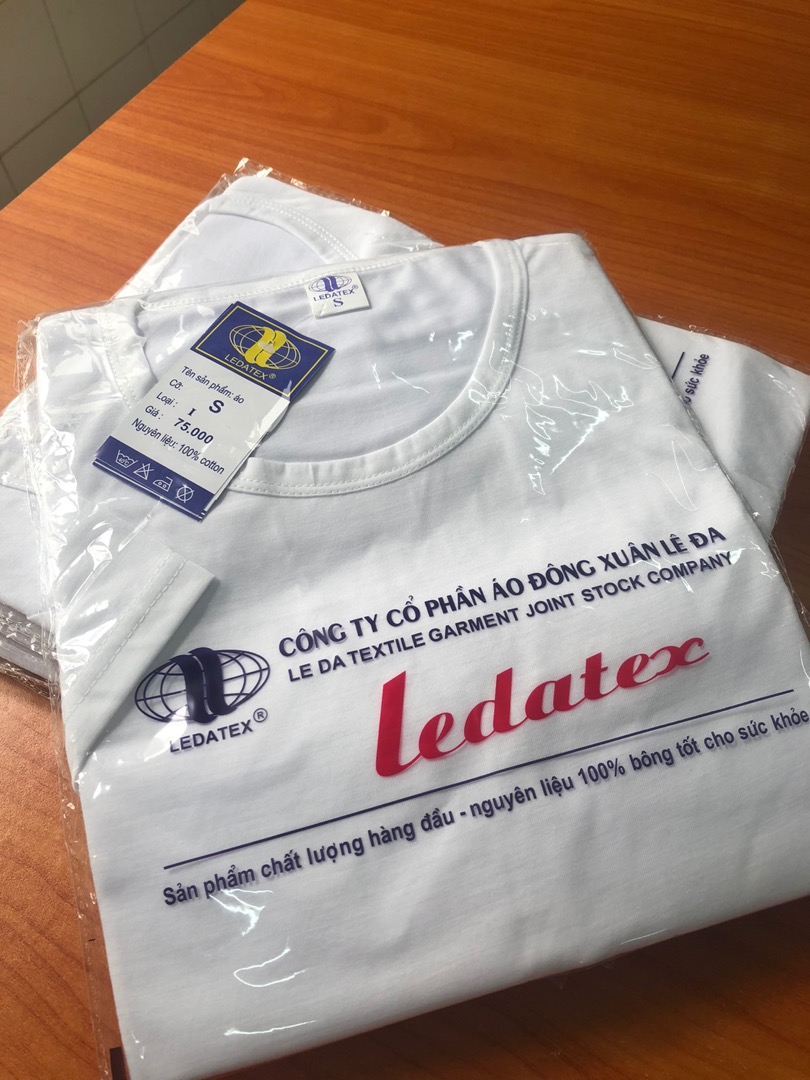 LEDATEX®
S
LEDATEX®
Tên sản phẩm: áo
Cỡ: S
Loại: I
Giá: 75.000
Nguyên liệu: 100% cotton
CÔNG TY CỔ PHẦN ÁO ĐÔNG XUÂN LÊ ĐA
LE DA TEXTILE GARMENT JOINT STOCK COMPANY
LEDATEX®
ledatex
Sản phẩm chất lượng hàng đầu - nguyên liệu 100% bông tốt cho sức khỏe
cho sức khỏe